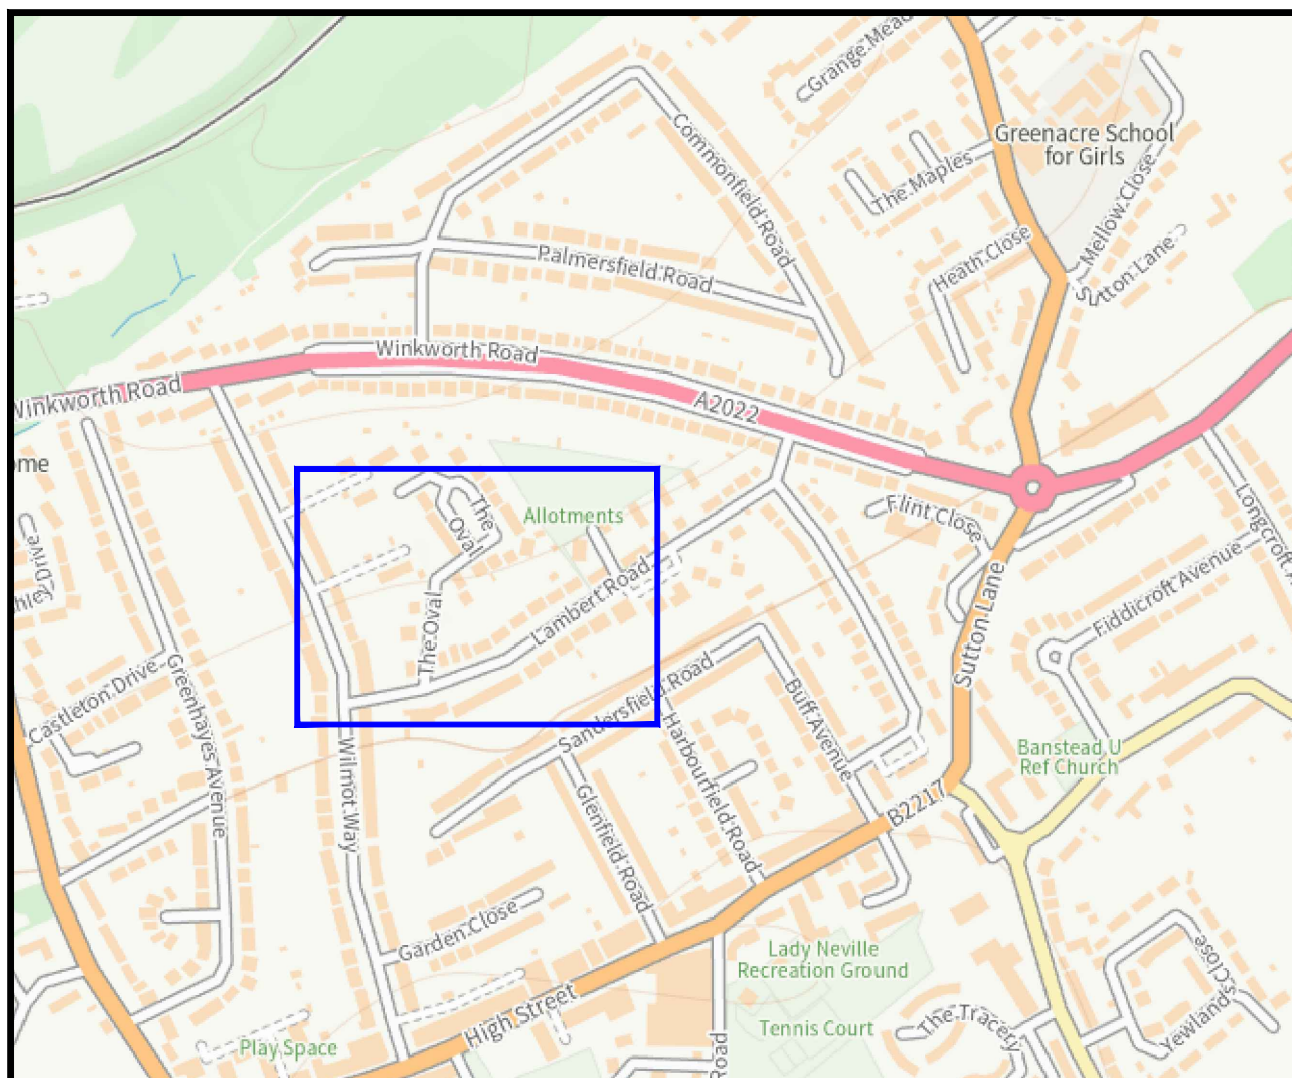 Grange Mead
Commonfield Road
Greenacre School
for Girls
The Maples
Mellow Close
Heath Close
Sutton Lane
Palmersfield Road
Winkworth Road
Winkworth Road
A2022
ome
Allotments
The
Oval
Flint Close
Longcroft A
Drive
hley
Fiddicroft Avenue
Lambert Road
The Oval
Sutton Lane
Castleton Drive
Greenhayes Avenue
Sandersfield Road
Buff Avenue
Harbourfield Road
Wilmot Way
Glenfield Road
Banstead U
Ref Church
B2217
Garden Close
Lady Neville
Recreation Ground
High Street
Tennis Court
The Tracery
Yewlands Close
Play Space
Road